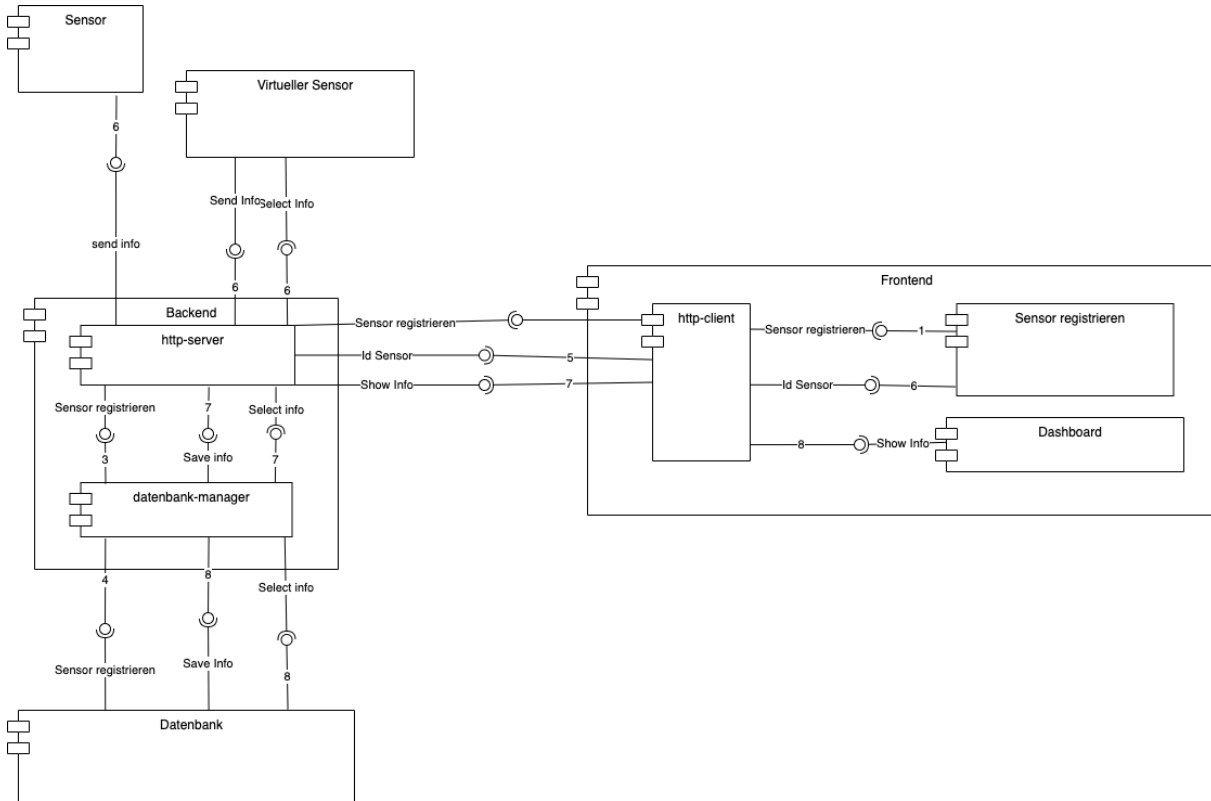 Sensor
Virtueller Sensor
6
Send Info
Select Info
send info
6
6
Backend
http-server
Sensor registrieren
Id Sensor
5
Show Info
7
Frontend
http-client
Sensor registrieren
1
Sensor registrieren
Id Sensor
6
8
Show Info
Dashboard
Sensor registrieren
7
Select info
3
Save info
7
datenbank-manager
4
8
Select info
Sensor registrieren
Save Info
8
Datenbank